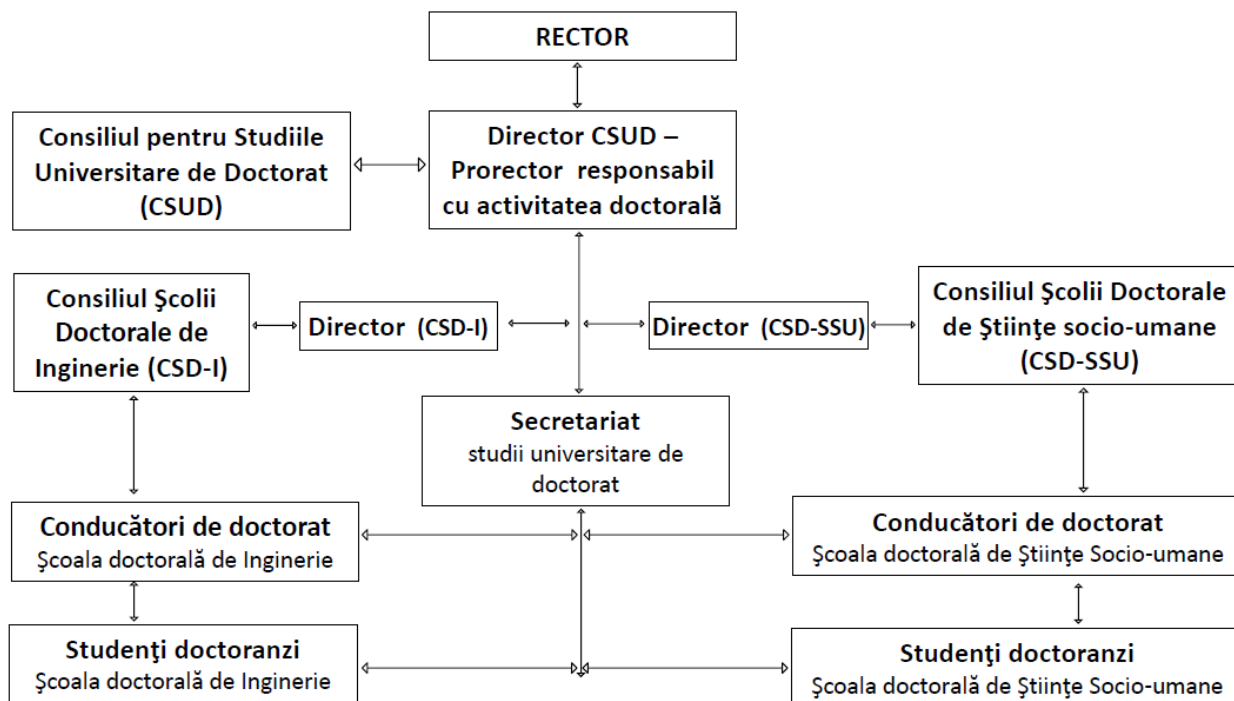 RECTOR
Consiliul pentru Studiile
Universitare de Doctorat
(CSUD)
Director CSUD –
Prorector responsabil
cu activitatea doctorală
Consiliul Şcolii
Doctorale de
Inginerie (CSD-I)
Director (CSD-I)
Director (CSD-SSU)
Consiliul Şcolii Doctorale
de Ştiinţe socio-umane
(CSD-SSU)
Secretariat
studii universitare de
doctorat
Conducători de doctorat
Şcoala doctorală de Inginerie
Conducători de doctorat
Şcoala doctorală de Ştiinţe Socio-umane
Studenţi doctoranzi
Şcoala doctorală de Inginerie
Studenţi doctoranzi
Şcoala doctorală de Ştiinţe Socio-umane